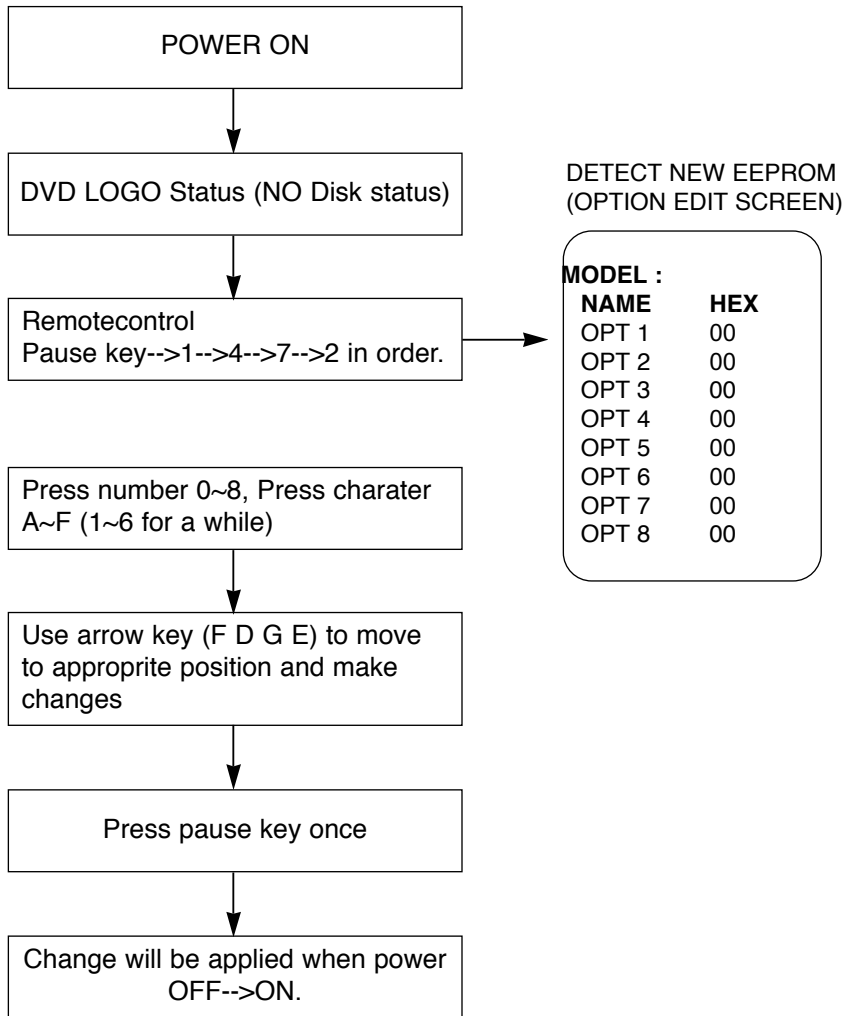 POWER ON
DVD LOGO Status (NO Disk status)
Remotecontrol
Pause key-->1-->4-->7-->2 in order.
DETECT NEW EEPROM
(OPTION EDIT SCREEN)
MODEL :
NAME HEX
OPT 1 00
OPT 2 00
OPT 3 00
OPT 4 00
OPT 5 00
OPT 6 00
OPT 7 00
OPT 8 00
Press number 0~8, Press charater
A~F (1~6 for a while)
Use arrow key (F D G E) to move
to approprite position and make
changes
Press pause key once
Change will be applied when power
OFF-->ON.